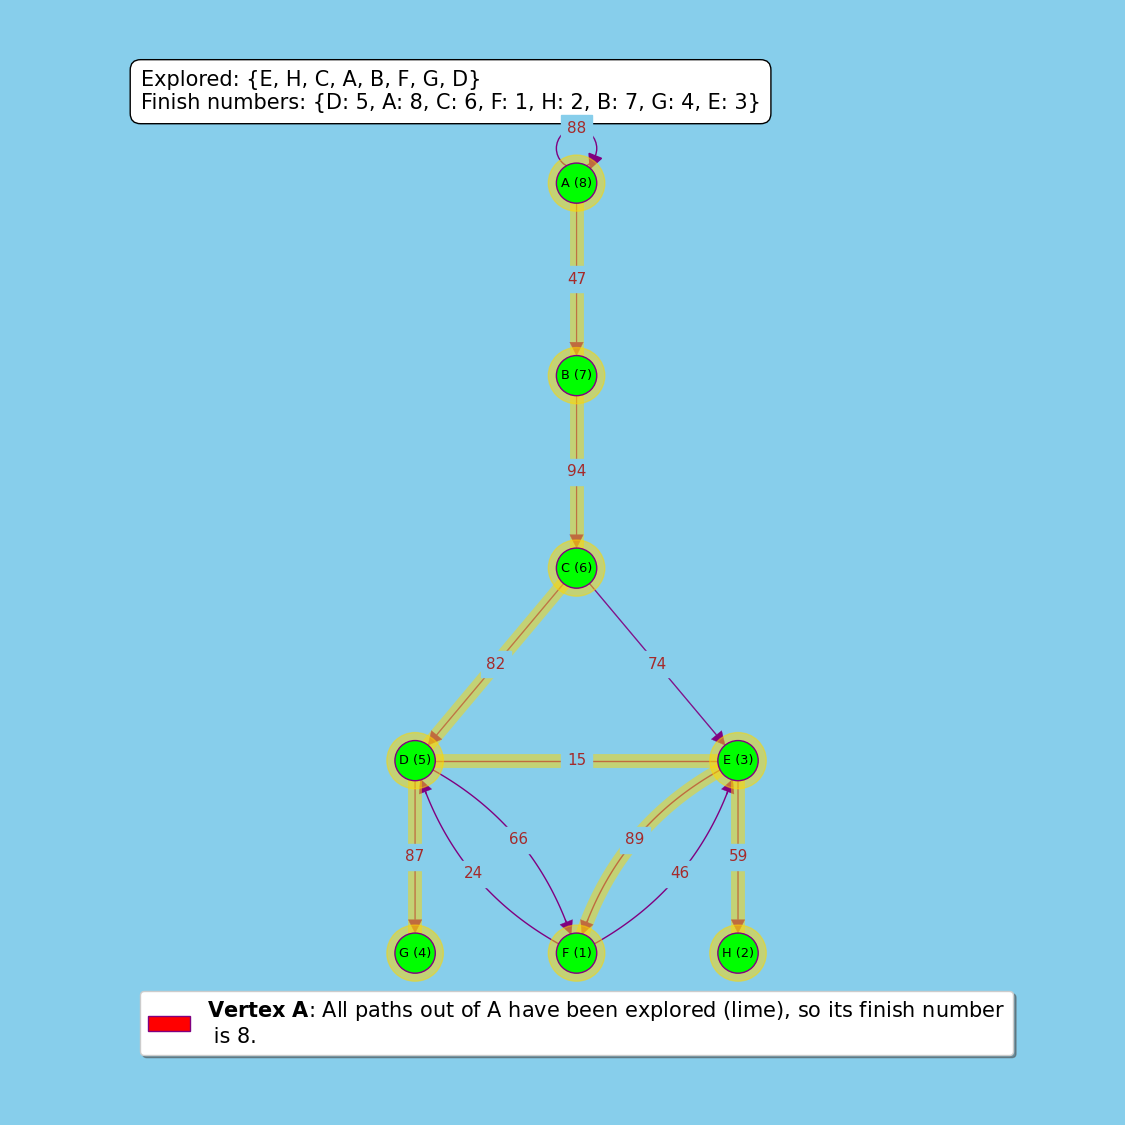 Explored: {E, H, C, A, B, F, G, D}
Finish numbers: {D: 5, A: 8, C: 6, F: 1, H: 2, B: 7, G: 4, E: 3}
88
A (8)
47
B (7)
94
C (6)
82
74
D (5)
15
E (3)
66
89
87
59
24
46
G (4)
F (1)
H (2)
Vertex A: All paths out of A have been explored (lime), so its finish number
is 8.